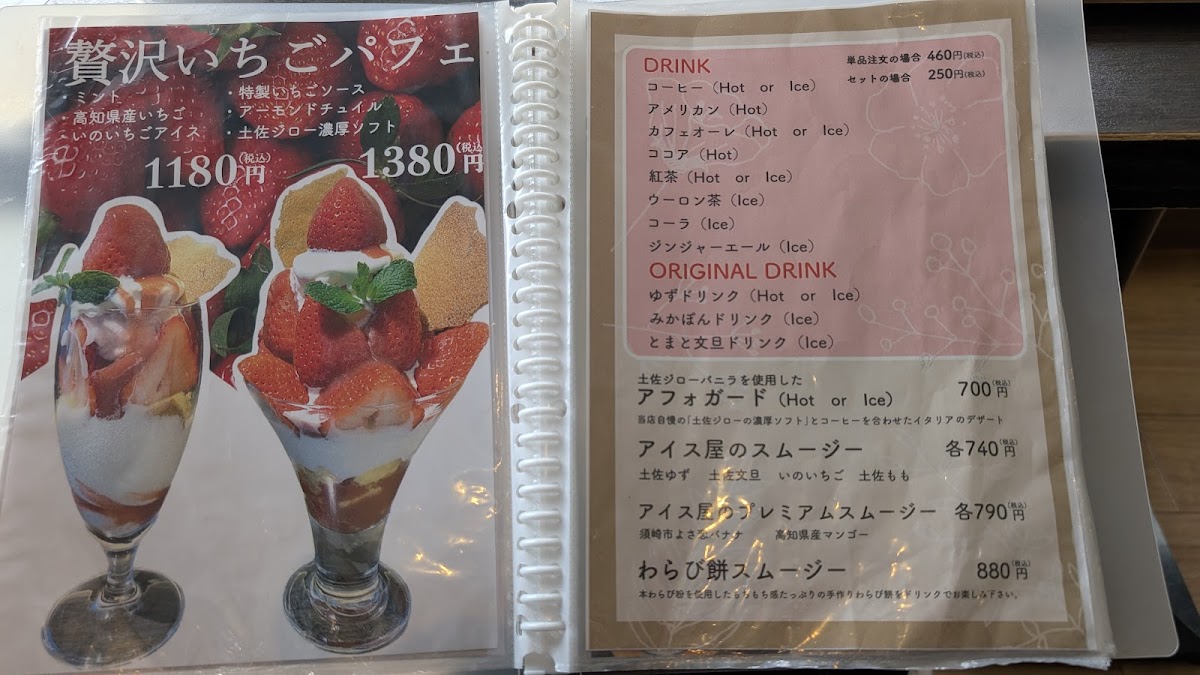 贅沢いちごパフェ
・ミント
・高知県産いちご
・いのいちごアイス
・特製いちごソース
・アーモンドチュイル
・土佐ジロー濃厚ソフト
1180円(税込)
1380円(税込)
DRINK
単品注文の場合 460円(税込)
セットの場合 250円(税込)
コーヒー（Hot or Ice）
アメリカン（Hot）
カフェオーレ（Hot or Ice）
ココア（Hot）
紅茶（Hot or Ice）
ウーロン茶（Ice）
コーラ（Ice）
ジンジャーエール（Ice）
ORIGINAL DRINK
ゆずドリンク（Hot or Ice）
みかぽんドリンク（Ice）
とまと文旦ドリンク（Ice）
土佐ジローバニラを使用した
アフォガード（Hot or Ice） 700円(税込)
当店自慢の「土佐ジローの濃厚ソフト」とコーヒーを合わせたイタリアのデザート
アイス屋のスムージー 各740円(税込)
土佐ゆず 土佐文旦 いのいちご 土佐もも
アイス屋のプレミアムスムージー 各790円(税込)
須崎市よさ恋バナナ 高知県産マンゴー
わらび餅スムージー 880円(税込)
本わらび粉を使用したもちもち感たっぷりの手作りわらび餅をドリンクでお楽しみ下さい。